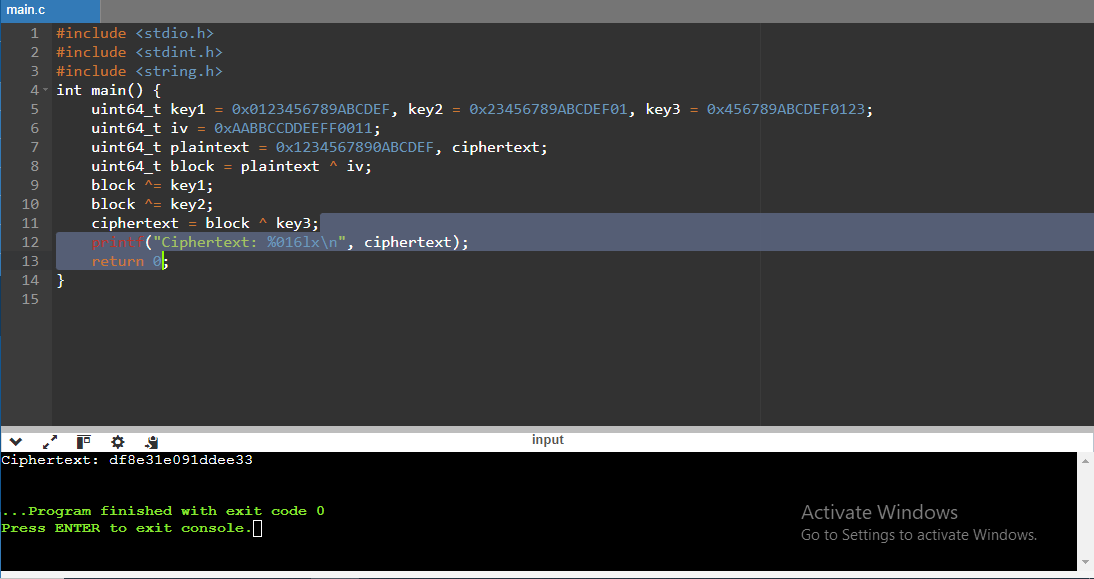 main.c
1 #include <stdio.h>
2 #include <stdint.h>
3 #include <string.h>
4 int main() {
5     uint64_t key1 = 0x0123456789ABCDEF, key2 = 0x23456789ABCDEF01, key3 = 0x456789ABCDEF0123;
6     uint64_t iv = 0xAABBCCDDEEFF0011;
7     uint64_t plaintext = 0x1234567890ABCDEF, ciphertext;
8     uint64_t block = plaintext ^ iv;
9     block ^= key1;
10     block ^= key2;
11     ciphertext = block ^ key3;
12     printf("Ciphertext: %016lx\n", ciphertext);
13     return 0;
14 }
15
input
Ciphertext: df8e31e091ddee33
...Program finished with exit code 0
Press ENTER to exit console.
Activate Windows
Go to Settings to activate Windows.